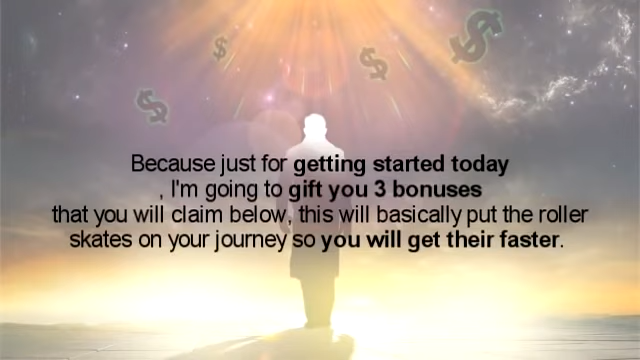 Because just for getting started today
, I'm going to gift you 3 bonuses
that you will claim below, this will basically put the roller
skates on your journey so you will get their faster.